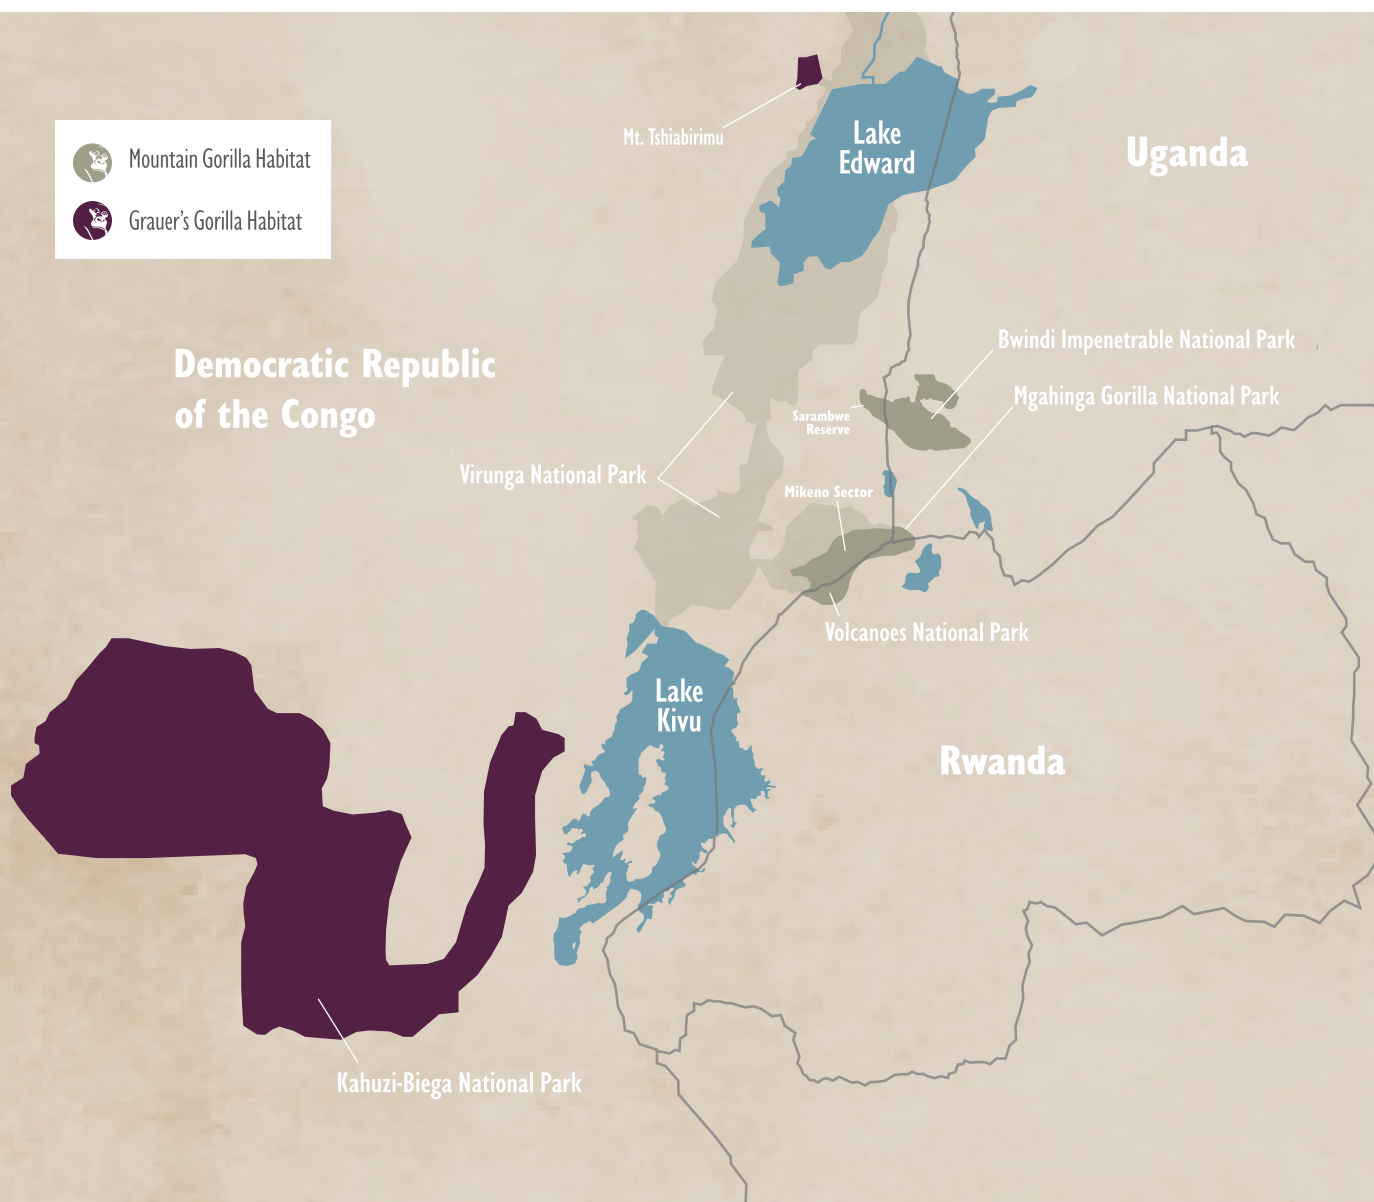 Mt. Tshiabirimu
Lake
Edward
Uganda
Mountain Gorilla Habitat
Grauer's Gorilla Habitat
Democratic Republic
of the Congo
Bwindi Impenetrable National Park
Mgahinga Gorilla National Park
Sarambwe
Reserve
Virunga National Park
Mikeno Sector
Volcanoes National Park
Lake
Kivu
Rwanda
Kahuzi-Biega National Park